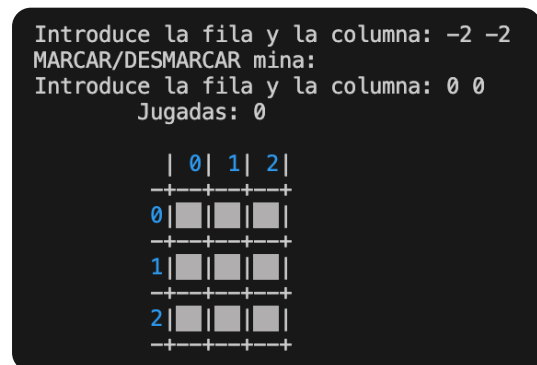 Introduce la fila y la columna: -2 -2
MARCAR/DESMARCAR mina:
Introduce la fila y la columna: 0 0
Jugadas: 0
| 0| 1| 2|
-+--+--+--+
0|██|██|██|
-+--+--+--+
1|██|██|██|
-+--+--+--+
2|██|██|██|
-+--+--+--+